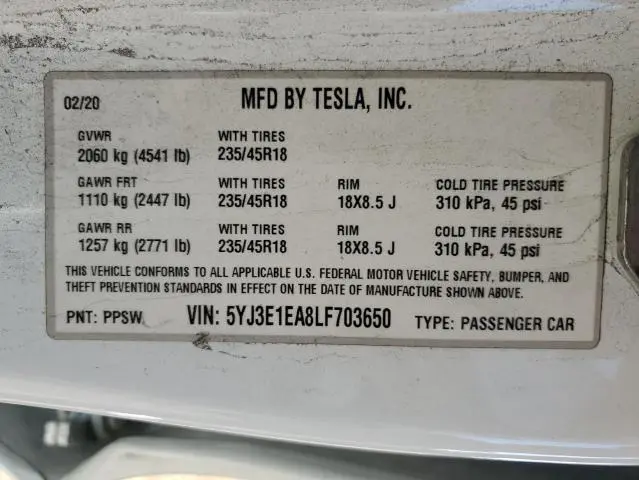 02/20 MFD BY TESLA, INC.
GVWR WITH TIRES
2060 kg (4541 lb) 235/45R18
GAWR FRT WITH TIRES RIM COLD TIRE PRESSURE
1110 kg (2447 lb) 235/45R18 18X8.5 J 310 kPa, 45 psi
GAWR RR WITH TIRES RIM COLD TIRE PRESSURE
1257 kg (2771 lb) 235/45R18 18X8.5 J 310 kPa, 45 psi
THIS VEHICLE CONFORMS TO ALL APPLICABLE U.S. FEDERAL MOTOR VEHICLE SAFETY, BUMPER, AND
THEFT PREVENTION STANDARDS IN EFFECT ON THE DATE OF MANUFACTURE SHOWN ABOVE.
PNT: PPSW VIN: 5YJ3E1EA8LF703650 TYPE: PASSENGER CAR